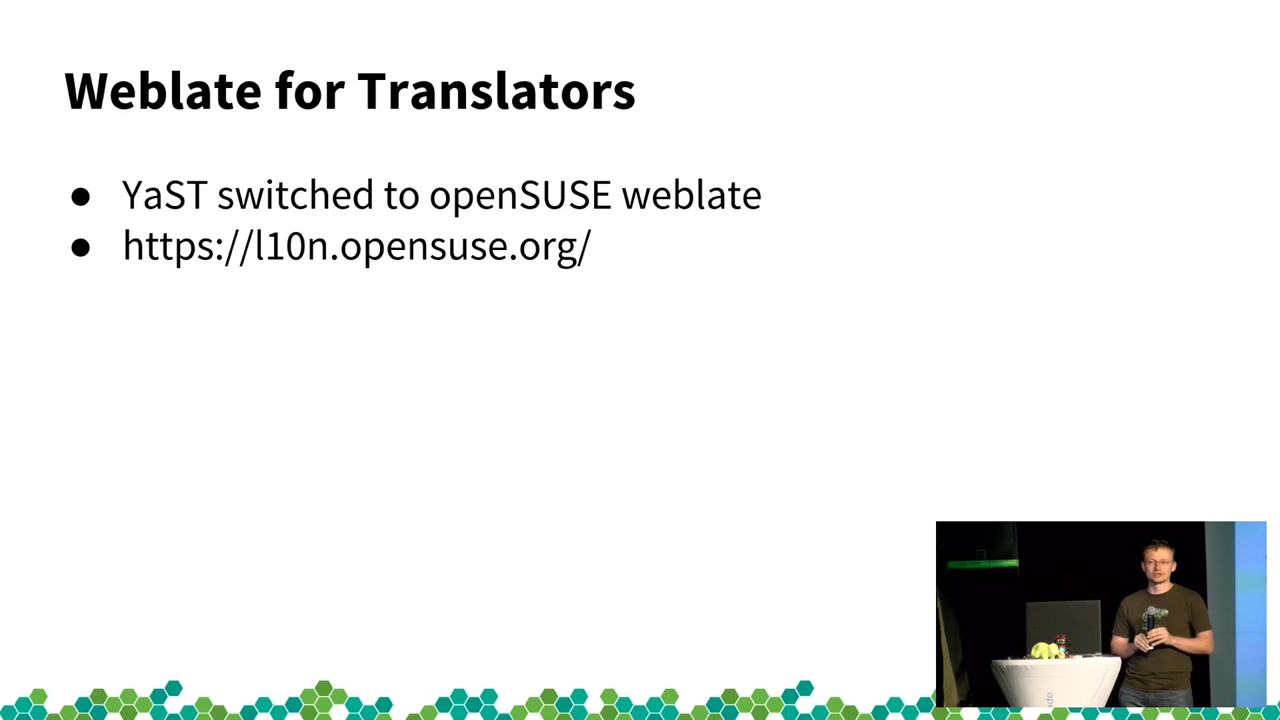 Weblate for Translators
● YaST switched to openSUSE weblate
● https://l10n.opensuse.org/